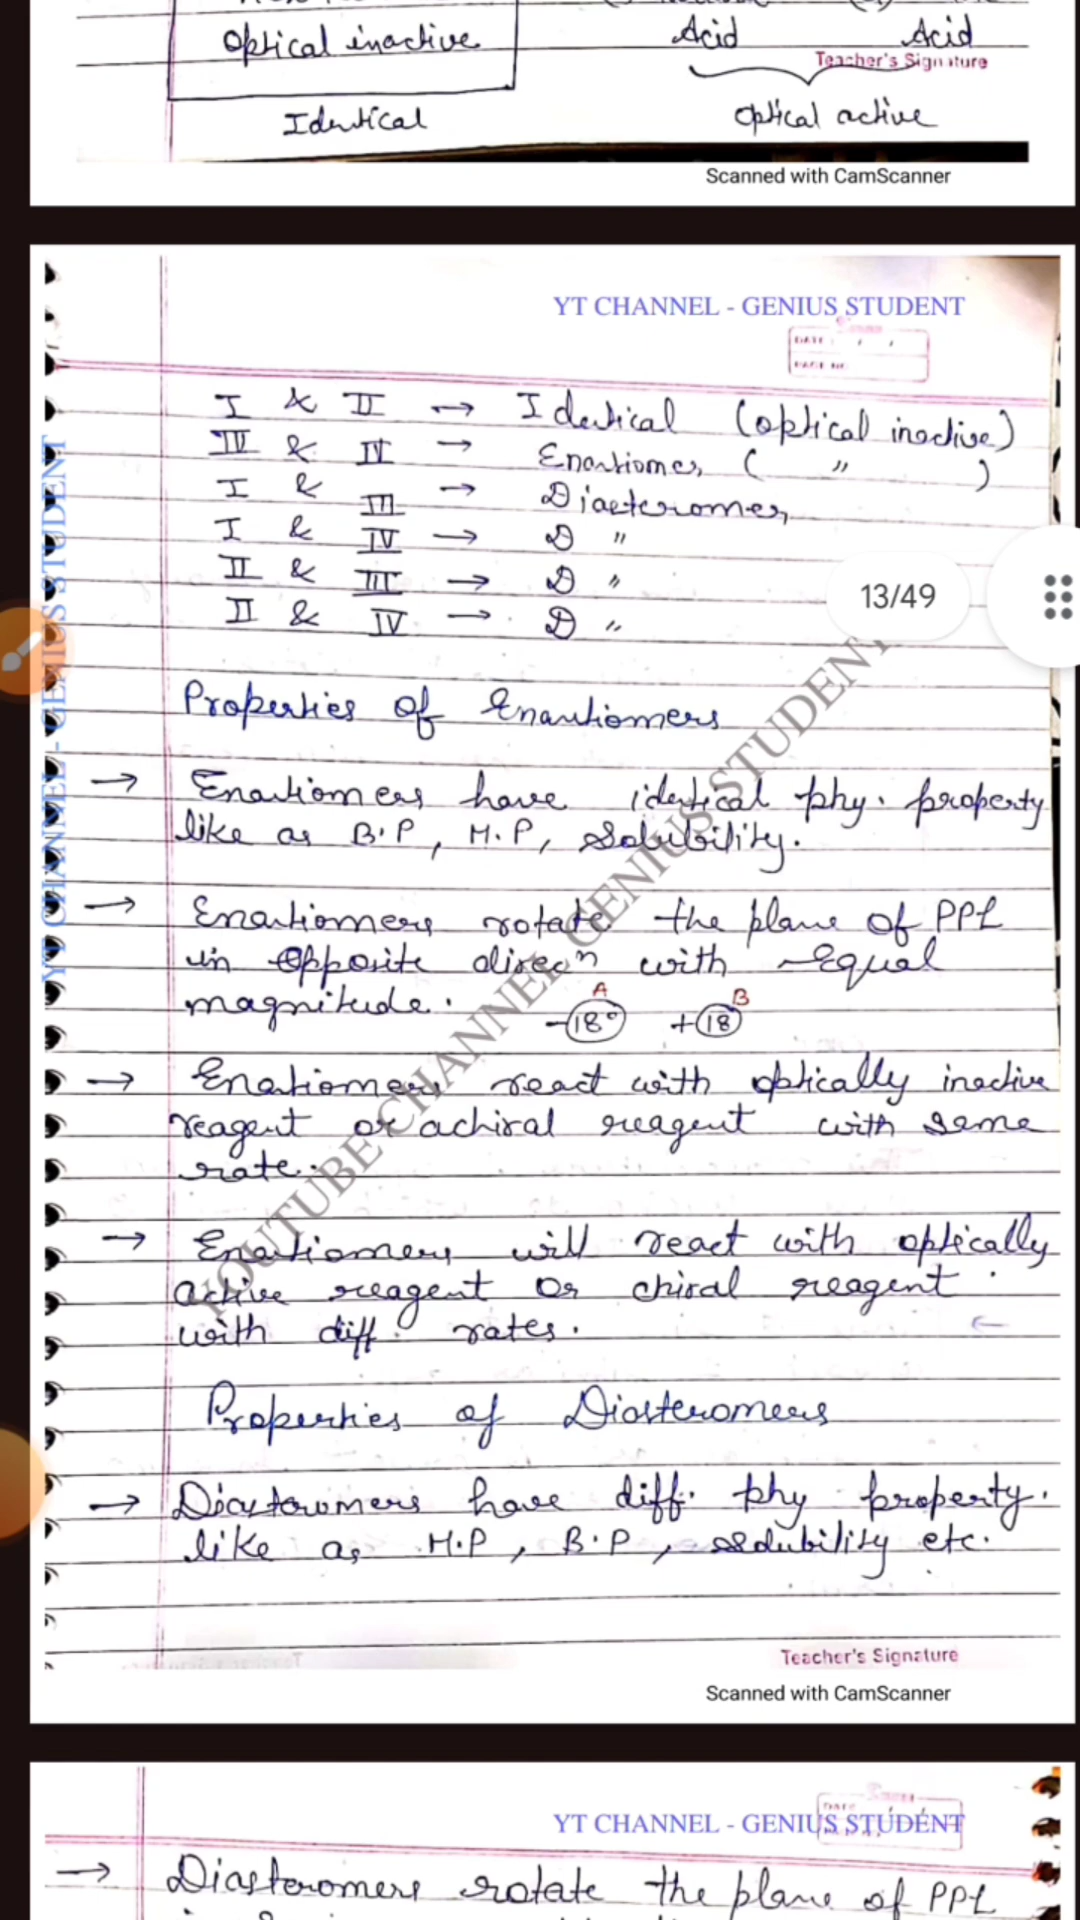 Optical inactive
Acid Acid
Teacher's Signature
Identical
Optical active
Scanned with CamScanner
YT CHANNEL - GENIUS STUDENT
DATE
PAGE NO.
I & II → Identical (optical inactive)
& IV → Enantiomers ( " )
I & III → Diasteromers
I & IV → D "
II & III → D "
II & IV → D "
13/49
Properties of Enantiomers
→ Enantiomers have identical phy. property
like as B.P, M.P, Solubility.
→ Enantiomers rotate the plane of PPL
in Opposite direcn with Equal
magnitude. -18° A +18 B
→ Enantiomers react with optically inactive
reagent or achiral reagent with same
rate.
→ Enantiomers will react with optically
active reagent or chiral reagent
with diff. rates.
Properties of Diasteromers
→ Diasteromers have diff. phy property.
like as M.P, B.P, solubility etc.
Teacher's Signature
Scanned with CamScanner
YT CHANNEL - GENIUS STUDENT
YOUTUBE CHANNEL GENIUS STUDENT
YT CHANNEL - GENIUS STUDENT
→ Diasteromers rotate the plane of PPL